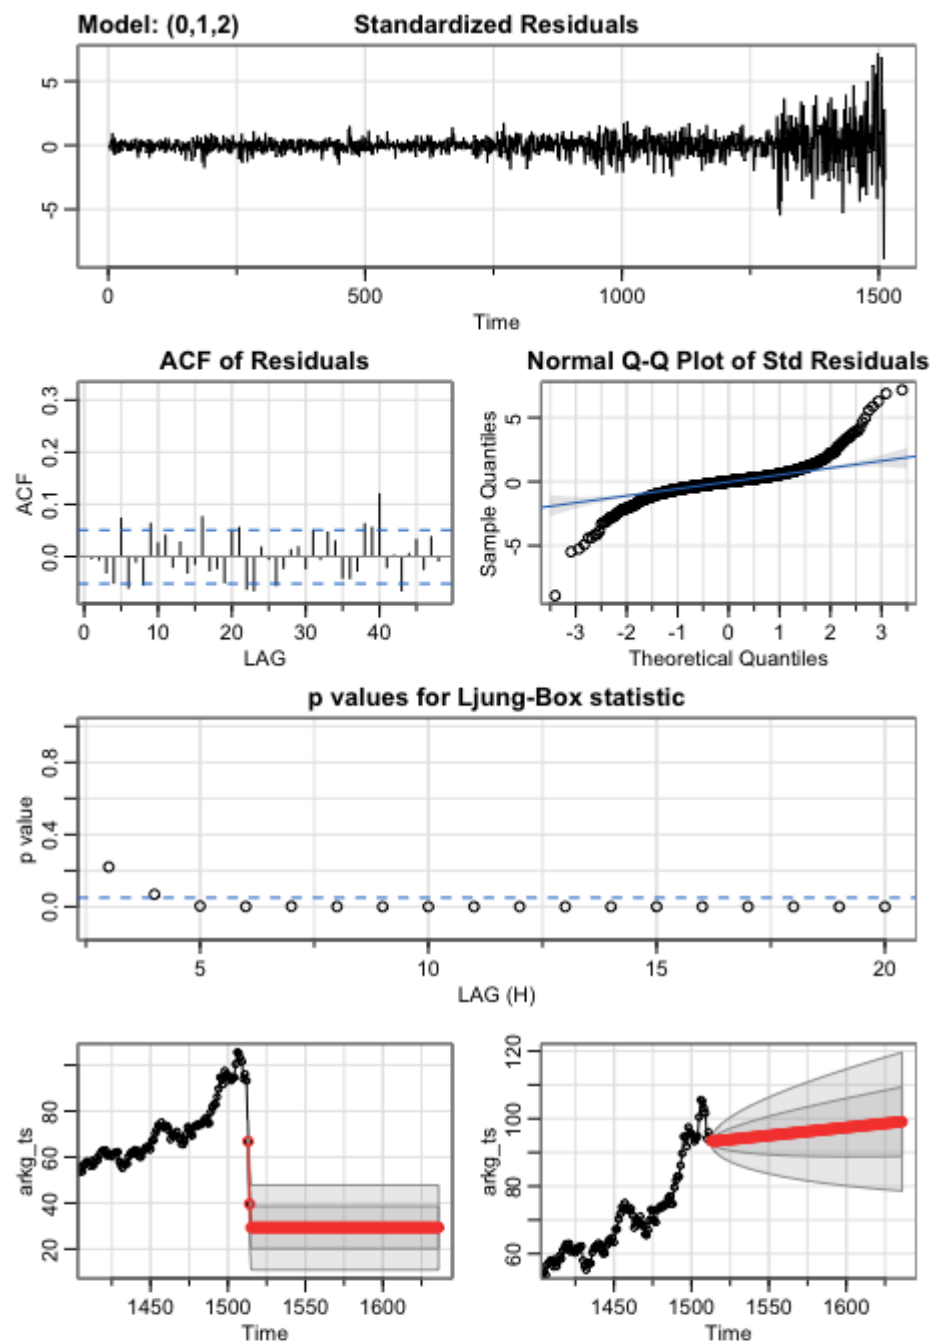 Model: (0,1,2) Standardized Residuals
5
0
-5
0 500 1000 1500
Time
ACF of Residuals
0.3
0.2
0.1
0.0
ACF
0 10 20 30 40
LAG
Normal Q-Q Plot of Std Residuals
5
0
-5
Sample Quantiles
-3 -2 -1 0 1 2 3
Theoretical Quantiles
p values for Ljung-Box statistic
0.8
0.4
0.0
p value
5 10 15 20
LAG (H)
80
60
40
20
arkg_ts
1450 1500 1550 1600
Time
120
100
80
60
arkg_ts
1450 1500 1550 1600
Time